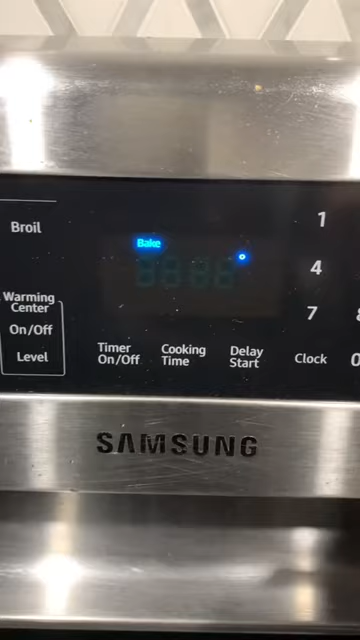 Bake
1
Broil
4
Warming
Center
7
On/Off
Level
Timer
On/Off
Cooking
Time
Delay
Start
Clock
0
SAMSUNG